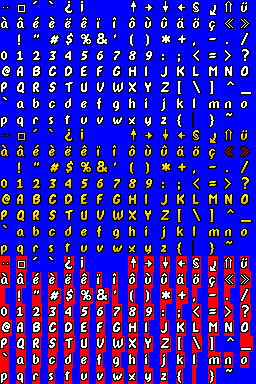 ¨ □ ´ ` ¿ ¡ ↑ → ↓ ← § ↲ ⇧ ü
! " # $ % & ' ( ) * + , - . /
0 1 2 3 4 5 6 7 8 9 : ; < = > ?
@ A B C D E F G H I J K L M N O
P Q R S T U V W X Y Z [ \ ] ^ _
` a b c d e f g h i j k l m n o
p q r s t u v w x y z { | } ~
¨ □ ´ ` ¿ ¡ ↑ → ↓ ← § ↲ ⇧ ü
! " # $ % & ' ( ) * + , - . /
0 1 2 3 4 5 6 7 8 9 : ; < = > ?
@ A B C D E F G H I J K L M N O
P Q R S T U V W X Y Z [ \ ] ^ _
` a b c d e f g h i j k l m n o
p q r s t u v w x y z { | } ~
¨ □ ´ ` ¿ ¡ ↑ → ↓ ← § ↲ ⇧ ü
! " # $ % & ' ( ) * + , - . /
0 1 2 3 4 5 6 7 8 9 : ; < = > ?
@ A B C D E F G H I J K L M N O
P Q R S T U V W X Y Z [ \ ] ^ _
` a b c d e f g h i j k l m n o
p q r s t u v w x y z { | } ~